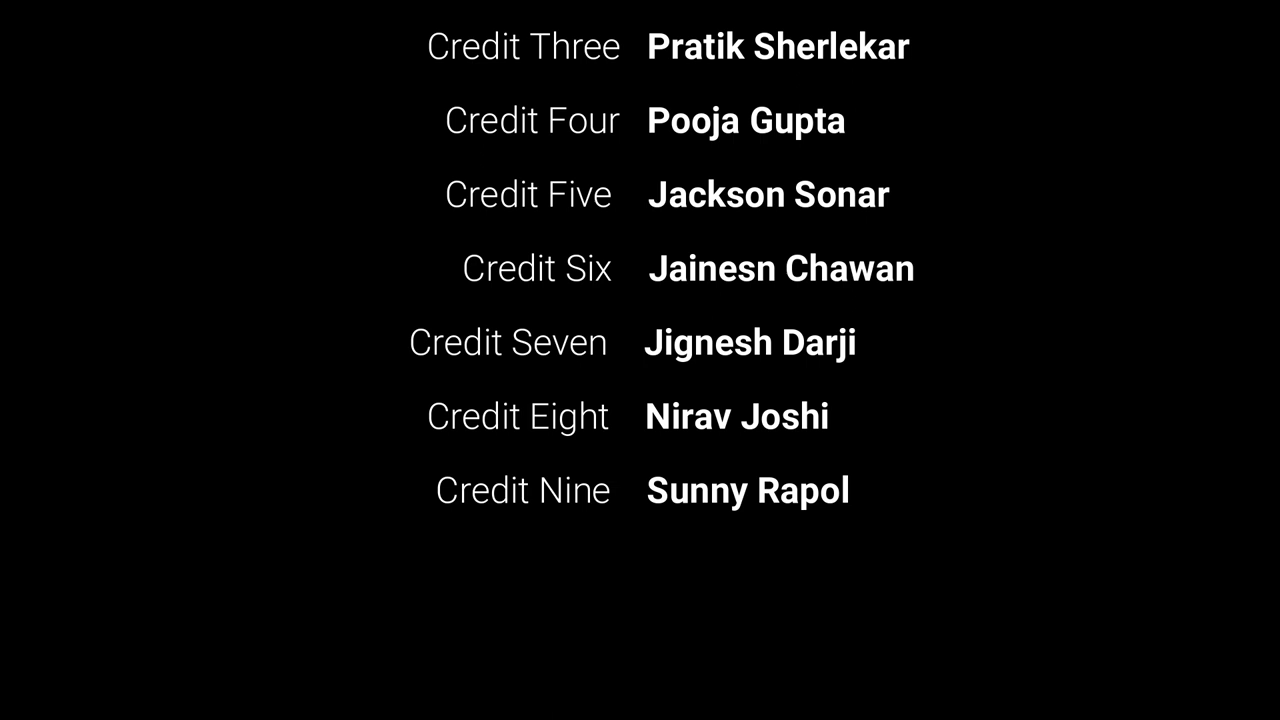 Credit Three Pratik Sherlekar
Credit Four Pooja Gupta
Credit Five Jackson Sonar
Credit Six Jainesn Chawan
Credit Seven Jignesh Darji
Credit Eight Nirav Joshi
Credit Nine Sunny Rapol